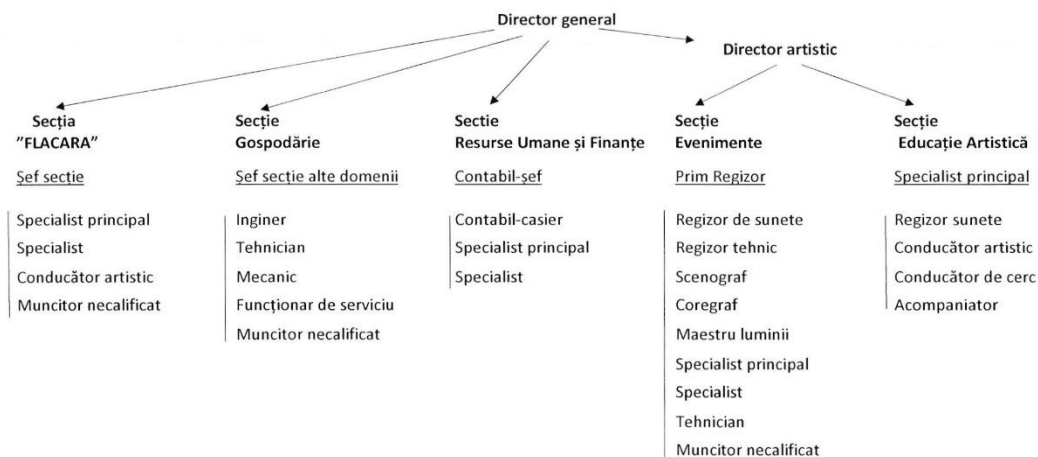 Director general
Director artistic
Secția
”FLACARA”
Șef secție
Specialist principal
Specialist
Conducător artistic
Muncitor necalificat
Secție
Gospodărie
Șef secție alte domenii
Inginer
Tehnician
Mecanic
Funcționar de serviciu
Muncitor necalificat
Sectie
Resurse Umane și Finanțe
Contabil-șef
Contabil-casier
Specialist principal
Specialist
Secție
Evenimente
Prim Regizor
Regizor de sunete
Regizor tehnic
Scenograf
Coregraf
Maestru luminii
Specialist principal
Specialist
Tehnician
Muncitor necalificat
Secție
Educație Artistică
Specialist principal
Regizor sunete
Conducător artistic
Conducător de cerc
Acompaniator